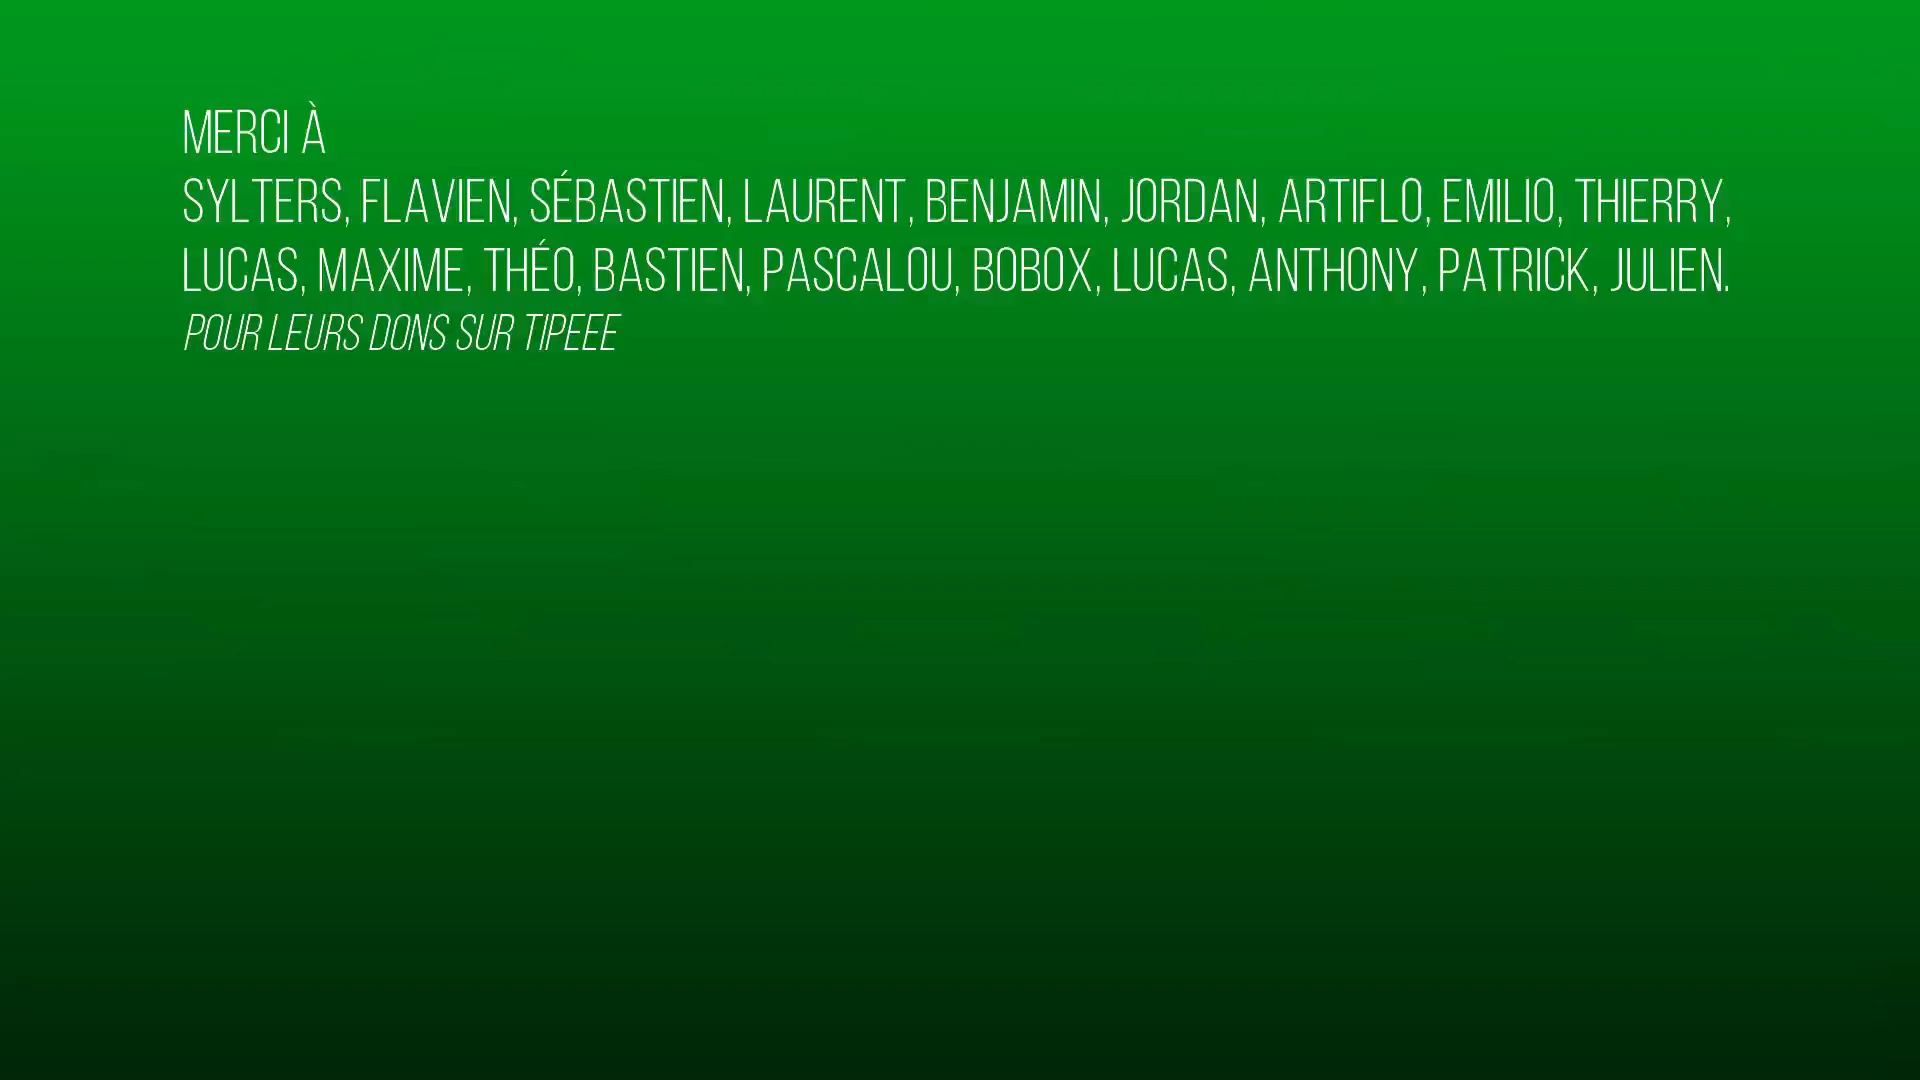 MERCI À
SYLTERS, FLAVIEN, SÉBASTIEN, LAURENT, BENJAMIN, JORDAN, ARTIFLO, EMILIO, THIERRY,
LUCAS, MAXIME, THÉO, BASTIEN, PASCALOU, BOBOX, LUCAS, ANTHONY, PATRICK, JULIEN.
POUR LEURS DONS SUR TIPEEE